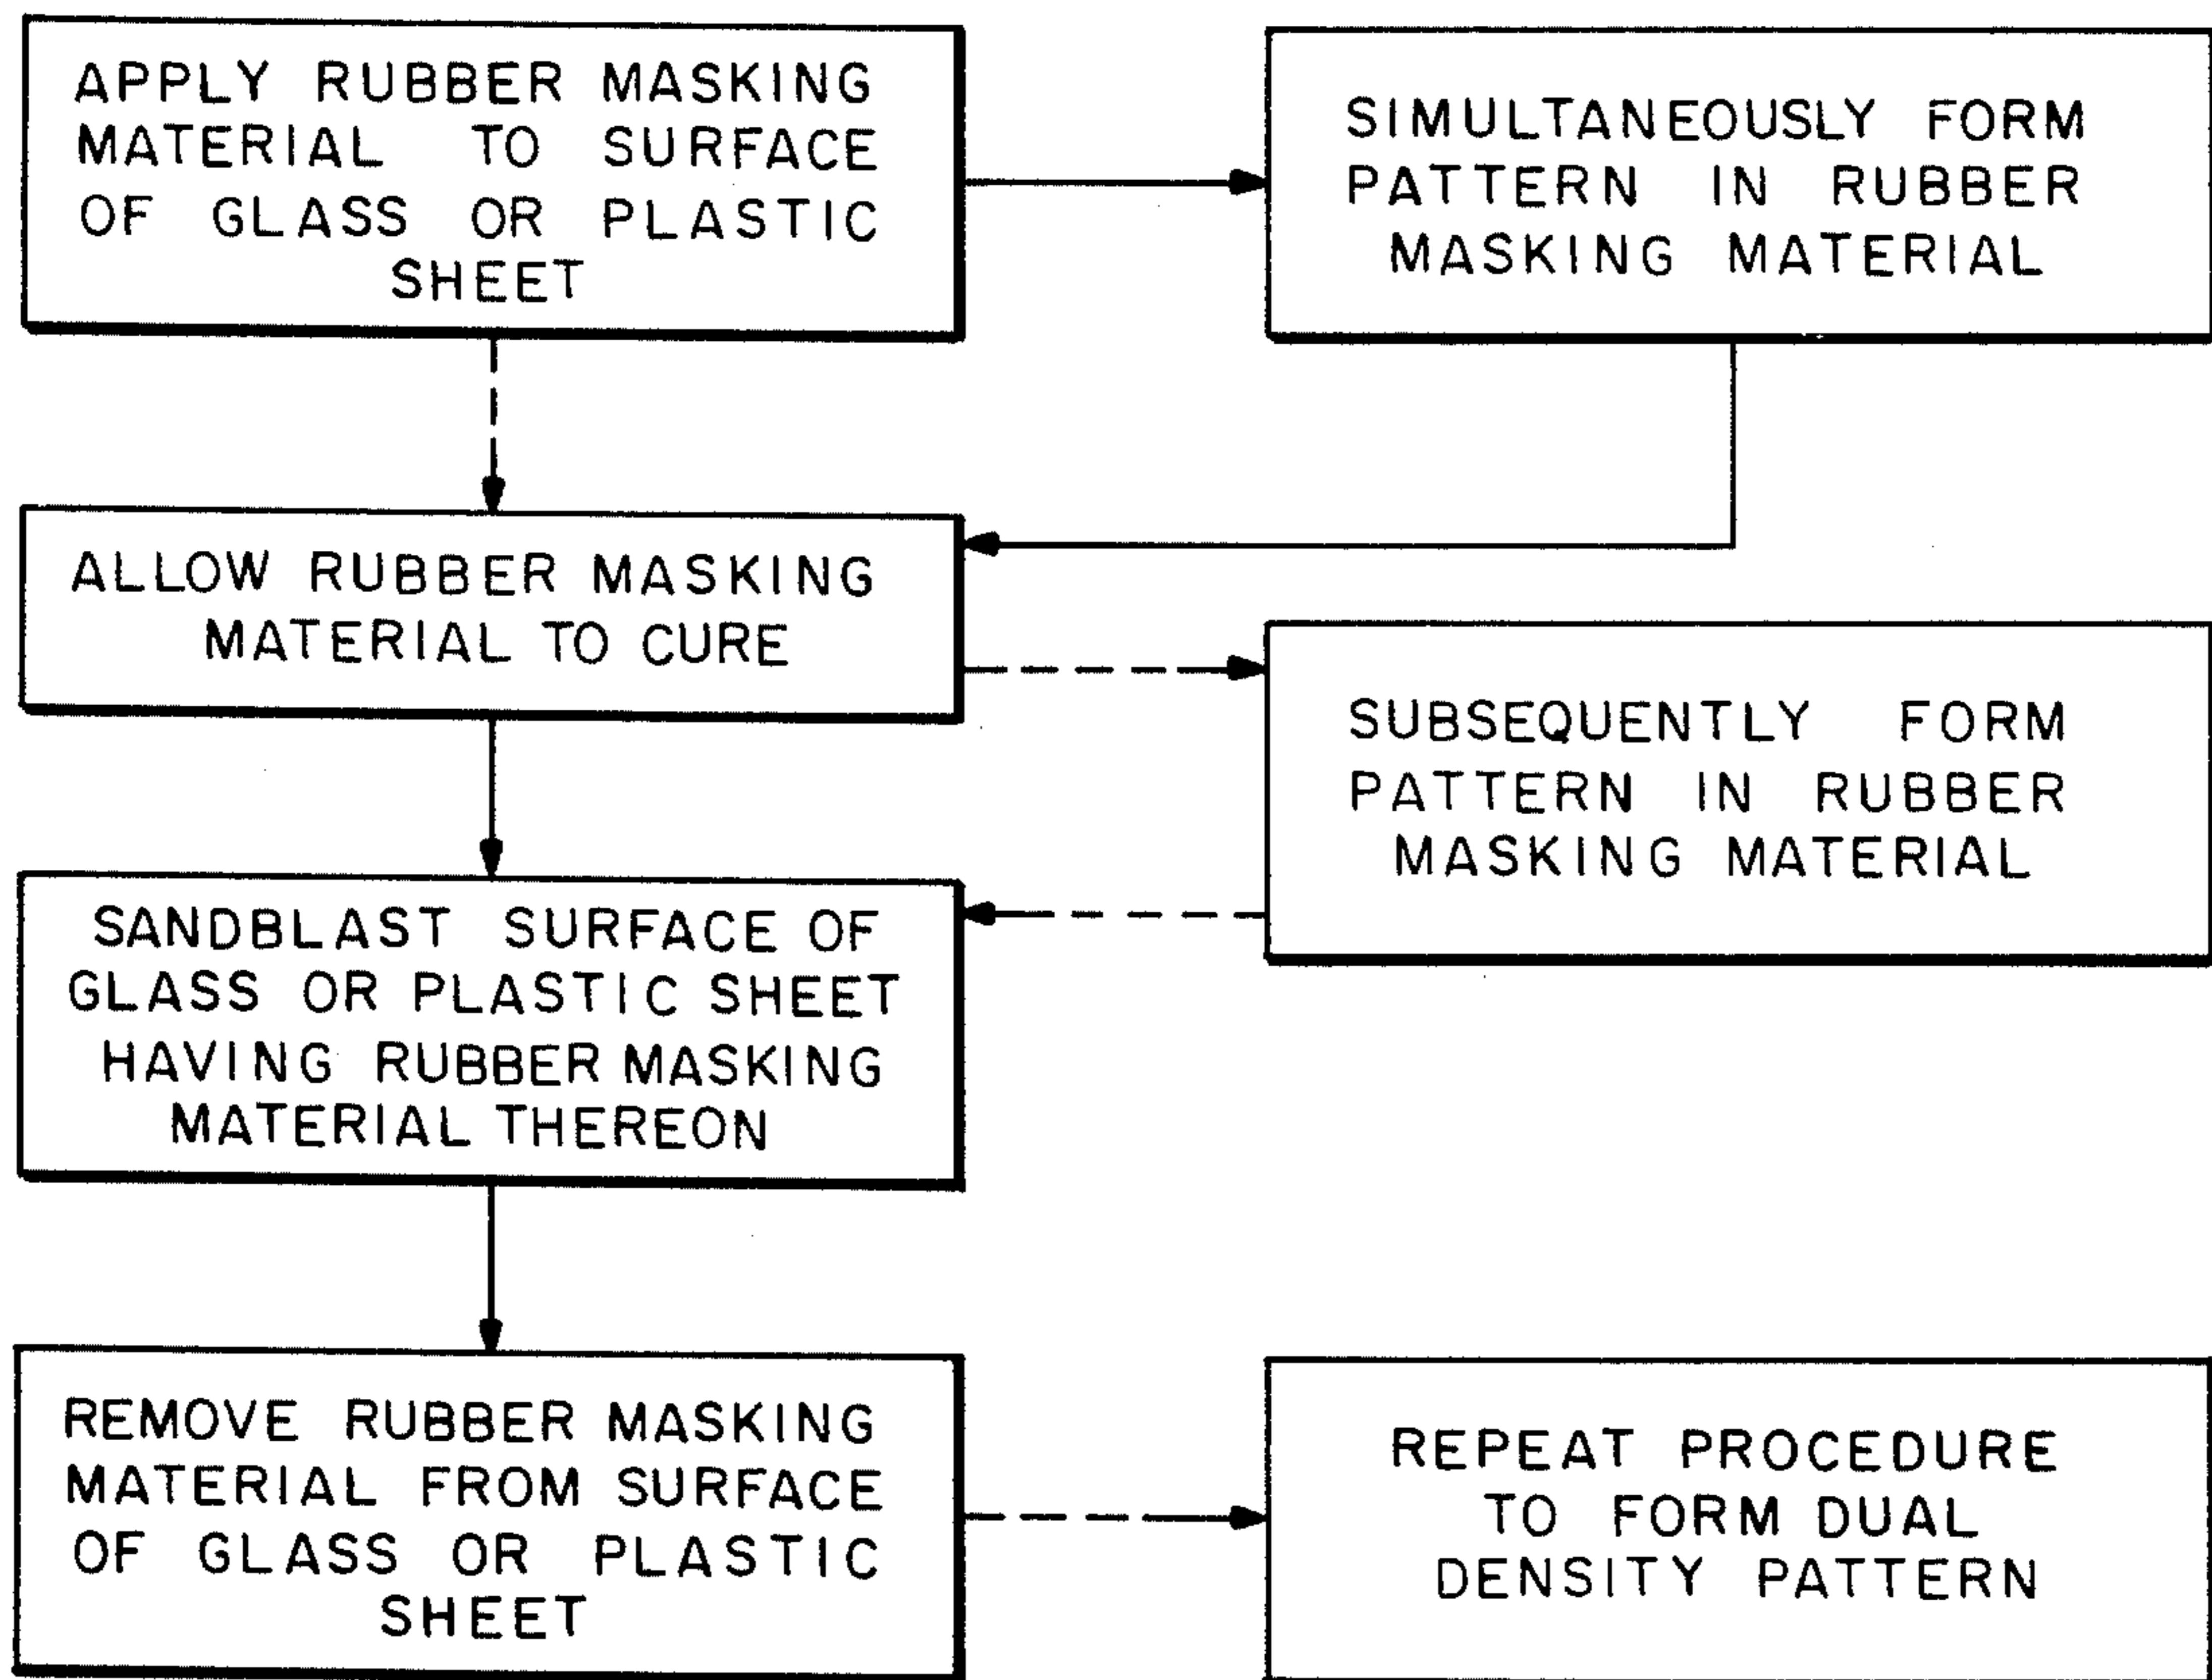 APPLY RUBBER MASKING
MATERIAL TO SURFACE
OF GLASS OR PLASTIC
SHEET
SIMULTANEOUSLY FORM
PATTERN IN RUBBER
MASKING MATERIAL
ALLOW RUBBER MASKING
MATERIAL TO CURE
SUBSEQUENTLY FORM
PATTERN IN RUBBER
MASKING MATERIAL
SANDBLAST SURFACE OF
GLASS OR PLASTIC SHEET
HAVING RUBBER MASKING
MATERIAL THEREON
REMOVE RUBBER MASKING
MATERIAL FROM SURFACE
OF GLASS OR PLASTIC
SHEET
REPEAT PROCEDURE
TO FORM DUAL
DENSITY PATTERN